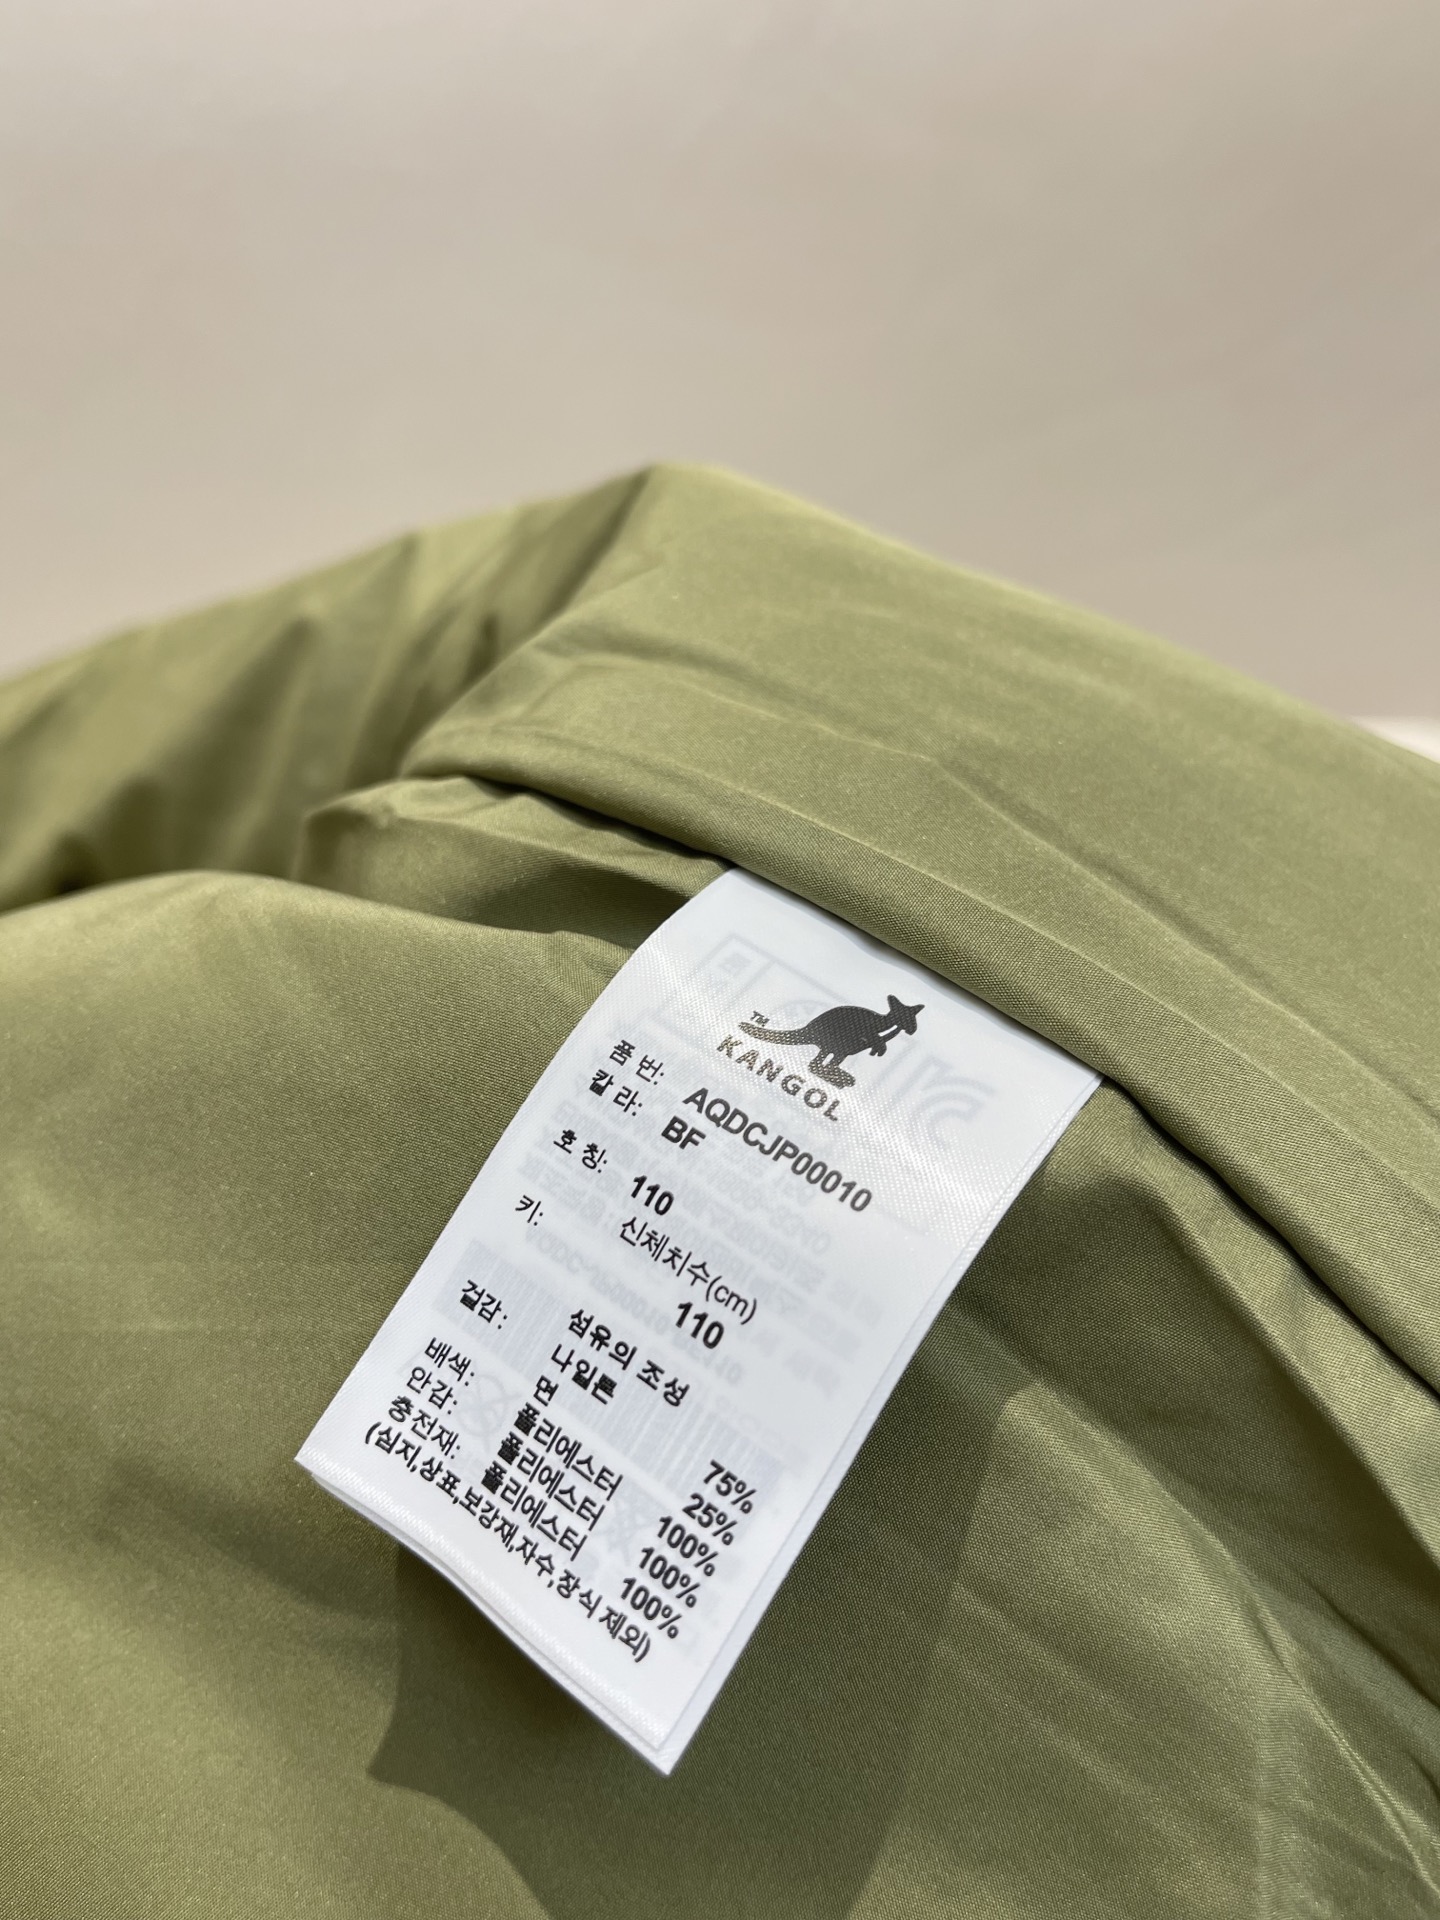 TM
KANGOL
품 번: AQDCJP00010
칼 라: BF
호 칭: 110
신체치수(cm)
키: 110
섬유의 조성
겉감: 나일론 75%
면 25%
배색: 폴리에스터 100%
안감: 폴리에스터 100%
충전재: 폴리에스터 100%
(심지,상표,보강재,자수,장식 제외)